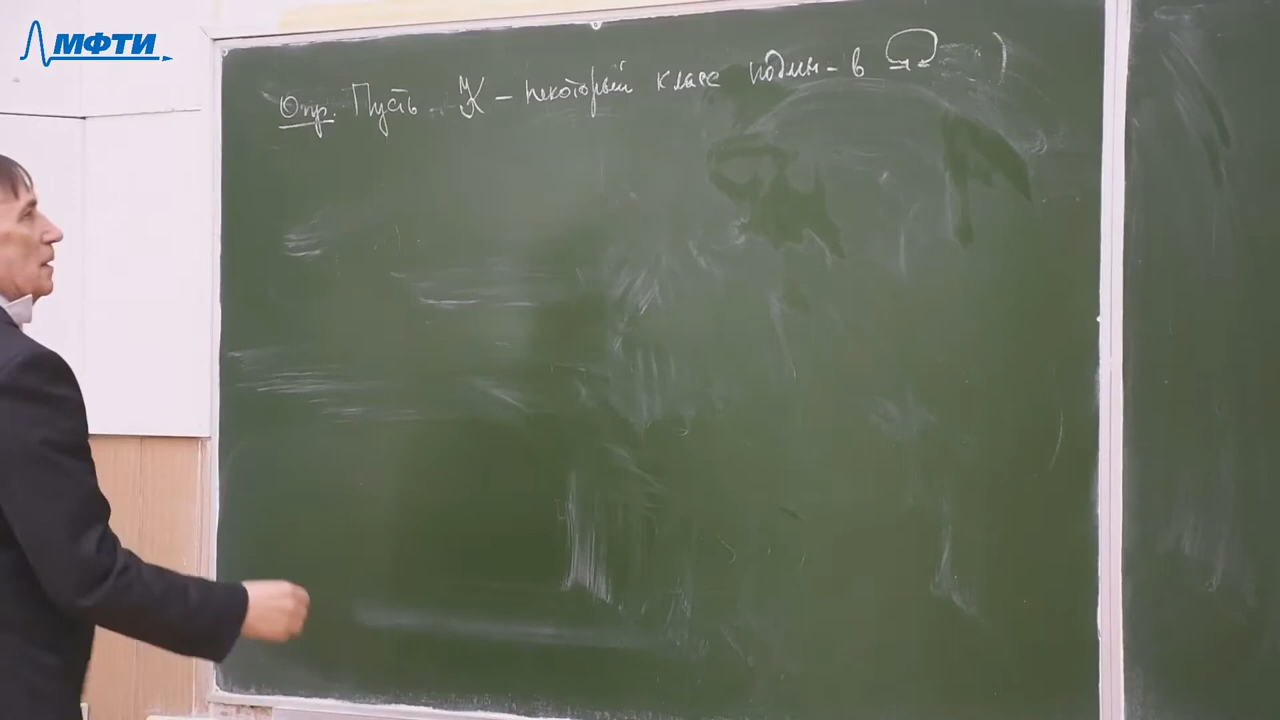 МФТИ
Опр. Пусть K – некоторый класс подмн– в Ω